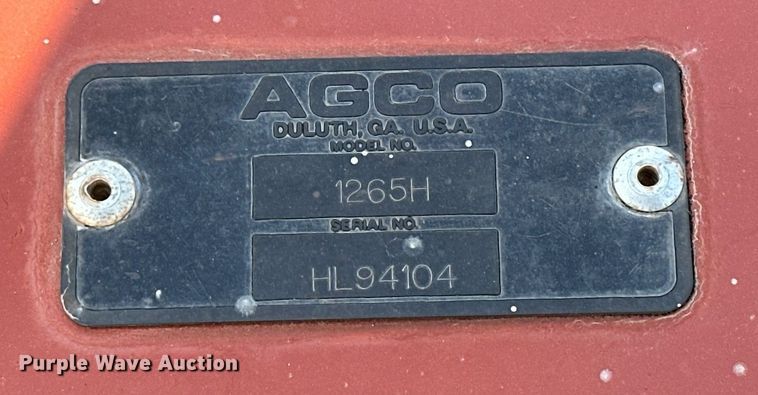 AGCO
DULUTH, GA. U.S.A.
MODEL NO.
1265H
SERIAL NO.
HL94104
Purple Wave Auction